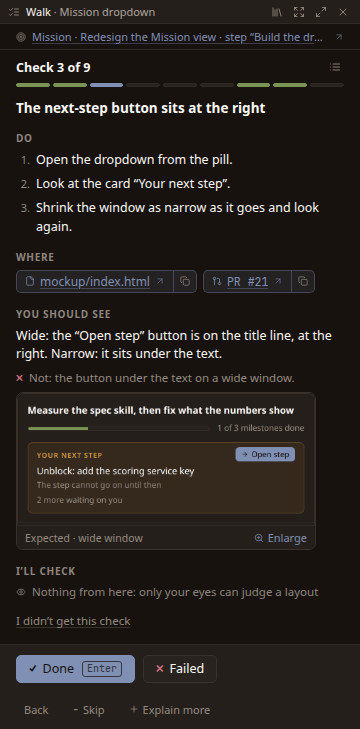 Walk · Mission dropdown
Mission · Redesign the Mission view · step “Build the dr...
Check 3 of 9
The next-step button sits at the right
DO
1. Open the dropdown from the pill.
2. Look at the card “Your next step”.
3. Shrink the window as narrow as it goes and look
again.
WHERE
mockup/index.html
PR #21
YOU SHOULD SEE
Wide: the “Open step” button is on the title line, at the
right. Narrow: it sits under the text.
Not: the button under the text on a wide window.
Measure the spec skill, then fix what the numbers show
1 of 3 milestones done
YOUR NEXT STEP
Open step
Unblock: add the scoring service key
The step cannot go on until then
2 more waiting on you
Expected · wide window
Enlarge
I’LL CHECK
Nothing from here: only your eyes can judge a layout
I didn’t get this check
Done Enter
Failed
Back
Skip
Explain more